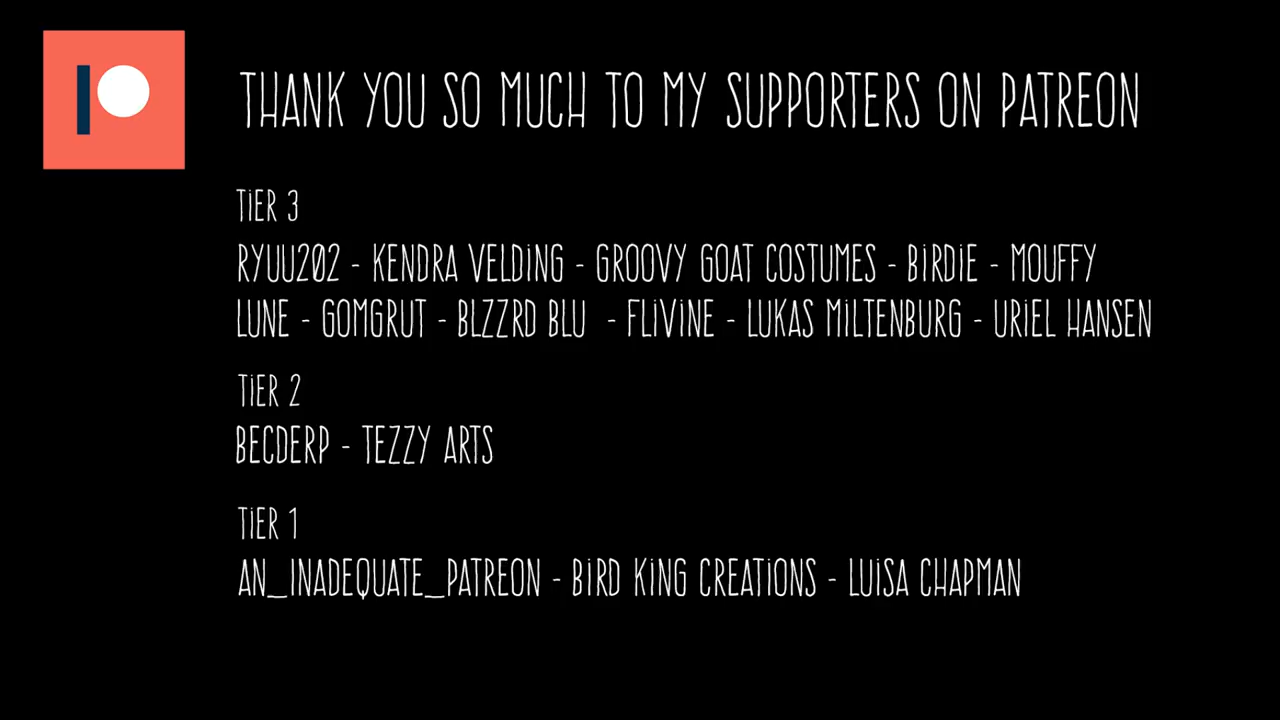 THANK YOU SO MUCH TO MY SUPPORTERS ON PATREON
TiER 3
RYUU202 - KENDRA VELDiNG - GROOVY GOAT COSTUMES - BiRDiE - MOUFFY
LUNE - GOMGRUT - BLZZRD BLU - FLiViNE - LUKAS MiLTENBURG - URiEL HANSEN
TiER 2
BECDERP - TEZZY ARTS
TiER 1
AN_INADEQUATE_PATREON - BiRD KiNG CREATiONS - LUiSA CHAPMAN